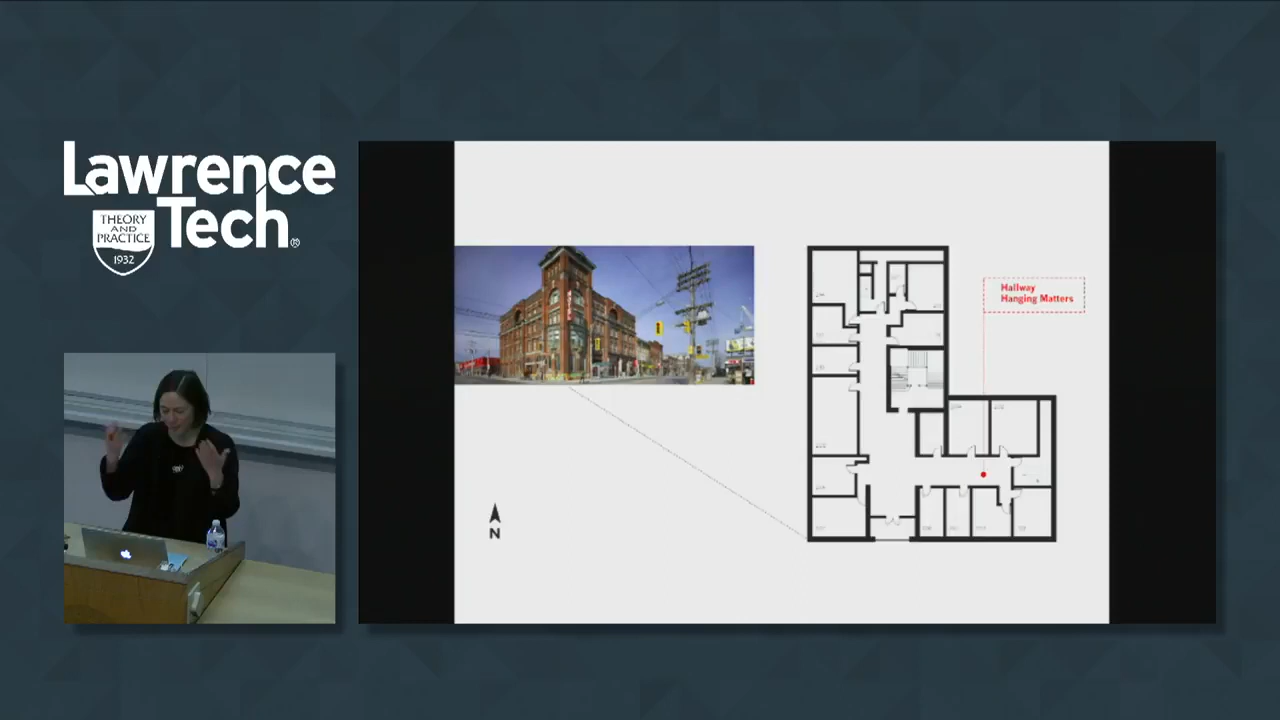 Lawrence
Tech®
THEORY
AND
PRACTICE
1932
Hallway
Hanging Matters
N